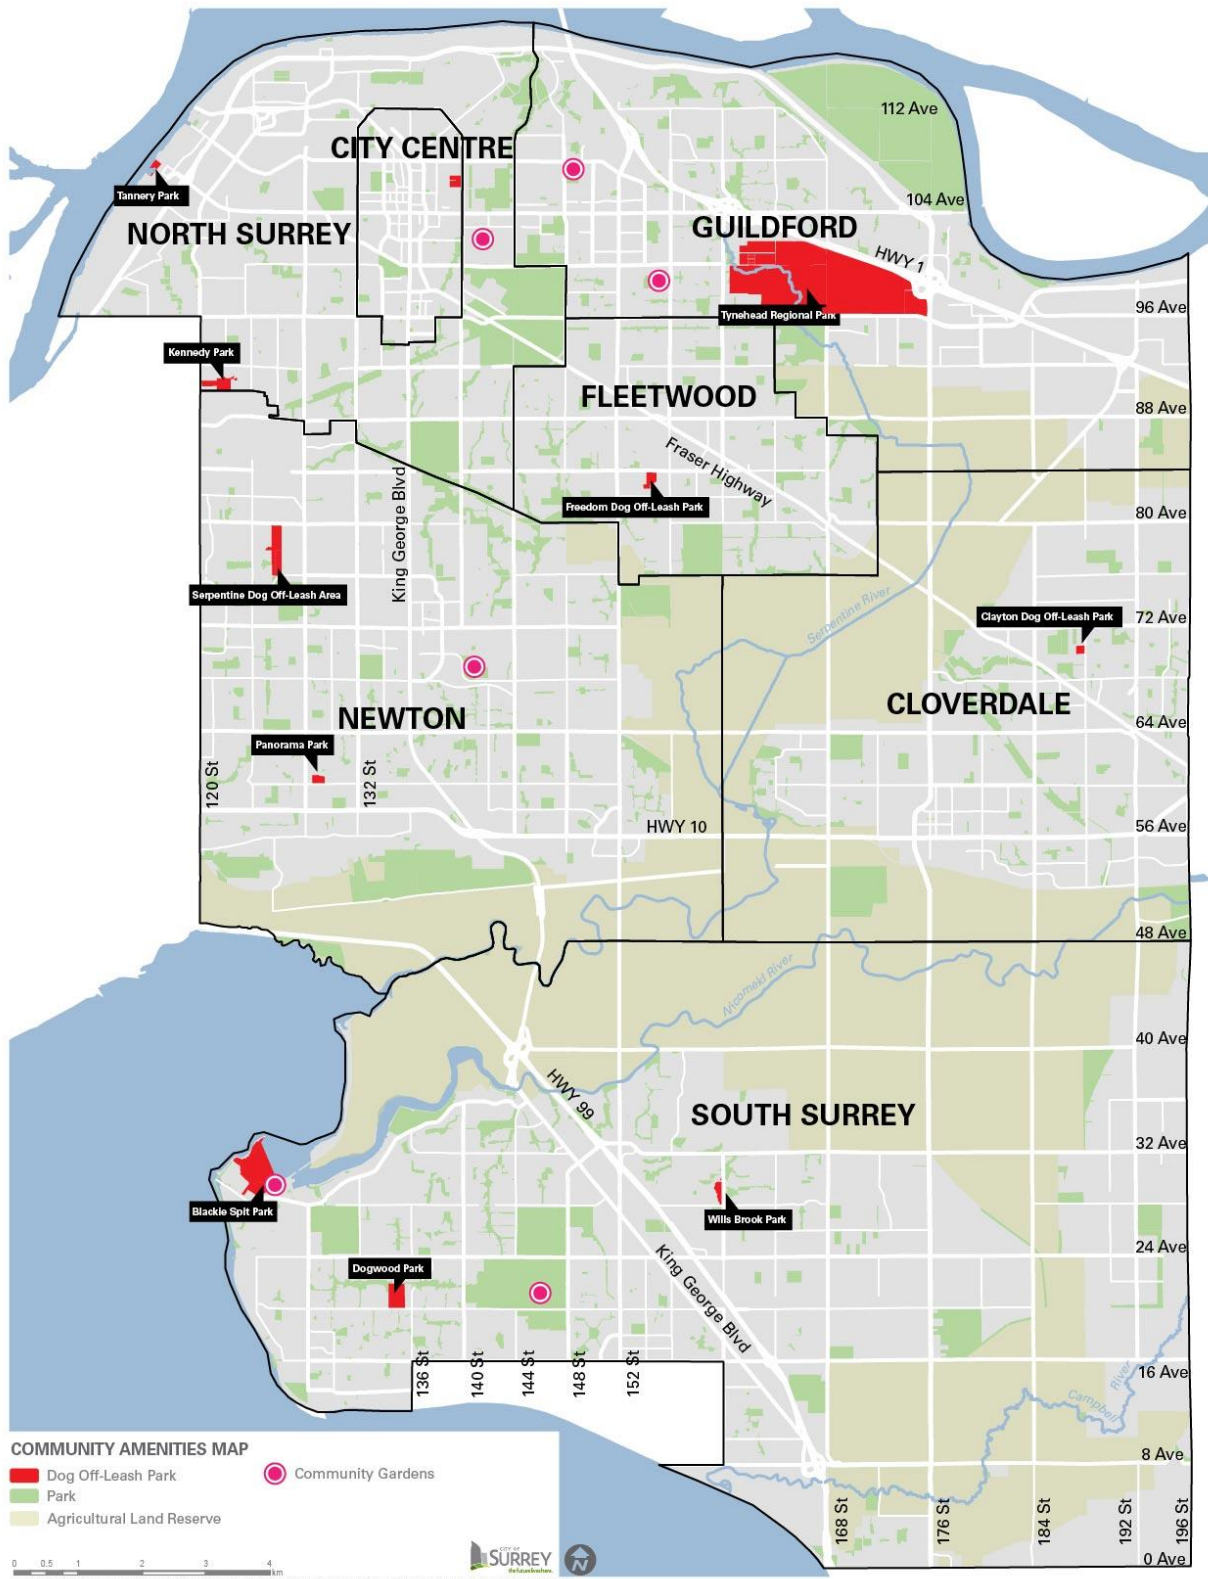 112 Ave
CITY CENTRE
Tannery Park
104 Ave
NORTH SURREY
GUILDFORD
HWY 1
96 Ave
Tynehead Regional Park
Kennedy Park
FLEETWOOD
88 Ave
Fraser Highway
King George Blvd
Freedom Dog Off-Leash Park
80 Ave
Serpentine Dog Off-Leash Area
Serpentine River
Clayton Dog Off-Leash Park
72 Ave
CLOVERDALE
NEWTON
64 Ave
Panorama Park
120 St
132 St
HWY 10
56 Ave
48 Ave
Nicomekl River
40 Ave
HWY 99
SOUTH SURREY
32 Ave
Blackie Spit Park
Wills Brook Park
24 Ave
Dogwood Park
King George Blvd
136 St
140 St
144 St
148 St
152 St
16 Ave
Campbell River
8 Ave
168 St
176 St
184 St
192 St
196 St
0 Ave
COMMUNITY AMENITIES MAP
Dog Off-Leash Park
Community Gardens
Park
Agricultural Land Reserve
0 0.5 1 2 3 4
km
CITY OF
SURREY
the future lives here.
N